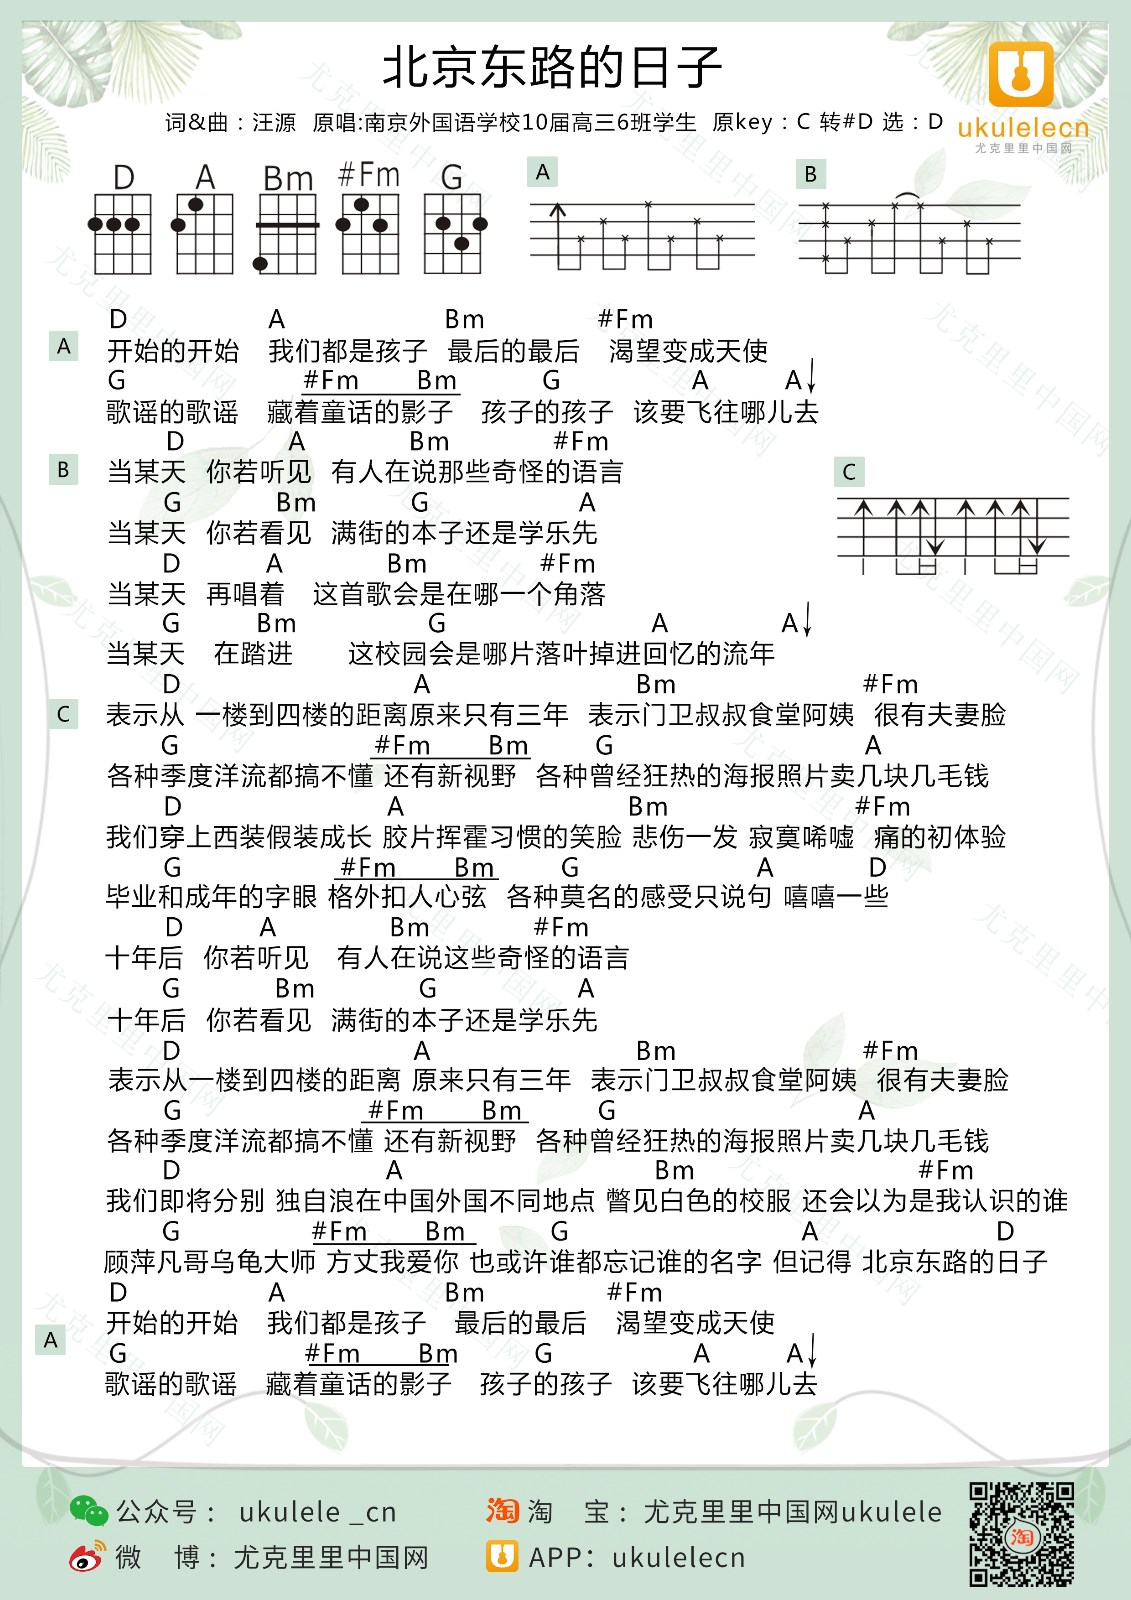 北京东路的日子
词&曲：汪源 原唱:南京外国语学校10届高三6班学生 原key：C 转#D 选：D
ukulelecn
尤克里里中国网
D A Bm #Fm G A B
D A Bm #Fm
A 开始的开始 我们都是孩子 最后的最后 渴望变成天使
G #Fm Bm G A A↓
歌谣的歌谣 藏着童话的影子 孩子的孩子 该要飞往哪儿去
D A Bm #Fm
B 当某天 你若听见 有人在说那些奇怪的语言
C
G Bm G A
当某天 你若看见 满街的本子还是学乐先
D A Bm #Fm
当某天 再唱着 这首歌会是在哪一个角落
G Bm G A A↓
当某天 在踏进 这校园会是哪片落叶掉进回忆的流年
D A Bm #Fm
C 表示从 一楼到四楼的距离原来只有三年 表示门卫叔叔食堂阿姨 很有夫妻脸
G #Fm Bm G A
各种季度洋流都搞不懂 还有新视野 各种曾经狂热的海报照片卖几块几毛钱
D A Bm #Fm
我们穿上西装假装成长 胶片挥霍习惯的笑脸 悲伤一发 寂寞唏嘘 痛的初体验
G #Fm Bm G A D
毕业和成年的字眼 格外扣人心弦 各种莫名的感受只说句 嘻嘻一些
D A Bm #Fm
十年后 你若听见 有人在说这些奇怪的语言
G Bm G A
十年后 你若看见 满街的本子还是学乐先
D A Bm #Fm
表示从一楼到四楼的距离 原来只有三年 表示门卫叔叔食堂阿姨 很有夫妻脸
G #Fm Bm G A
各种季度洋流都搞不懂 还有新视野 各种曾经狂热的海报照片卖几块几毛钱
D A Bm #Fm
我们即将分别 独自浪在中国外国不同地点 瞥见白色的校服 还会以为是我认识的谁
G #Fm Bm G A D
顾萍凡哥乌龟大师 方丈我爱你 也或许谁都忘记谁的名字 但记得 北京东路的日子
D A Bm #Fm
A 开始的开始 我们都是孩子 最后的最后 渴望变成天使
G #Fm Bm G A A↓
歌谣的歌谣 藏着童话的影子 孩子的孩子 该要飞往哪儿去
公众号： ukulele _cn
淘 淘 宝：尤克里里中国网ukulele
淘
微 博：尤克里里中国网
APP：ukulelecn